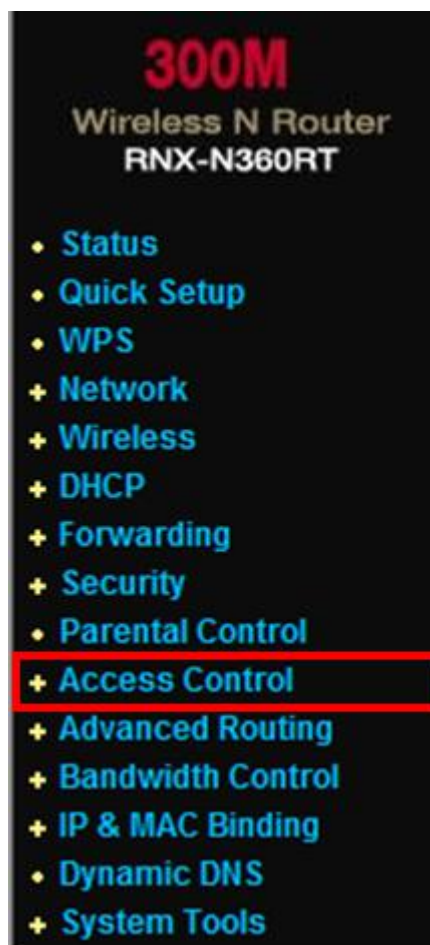 300M
Wireless N Router
RNX-N360RT
Status
Quick Setup
WPS
Network
Wireless
DHCP
Forwarding
Security
Parental Control
Access Control
Advanced Routing
Bandwidth Control
IP & MAC Binding
Dynamic DNS
System Tools